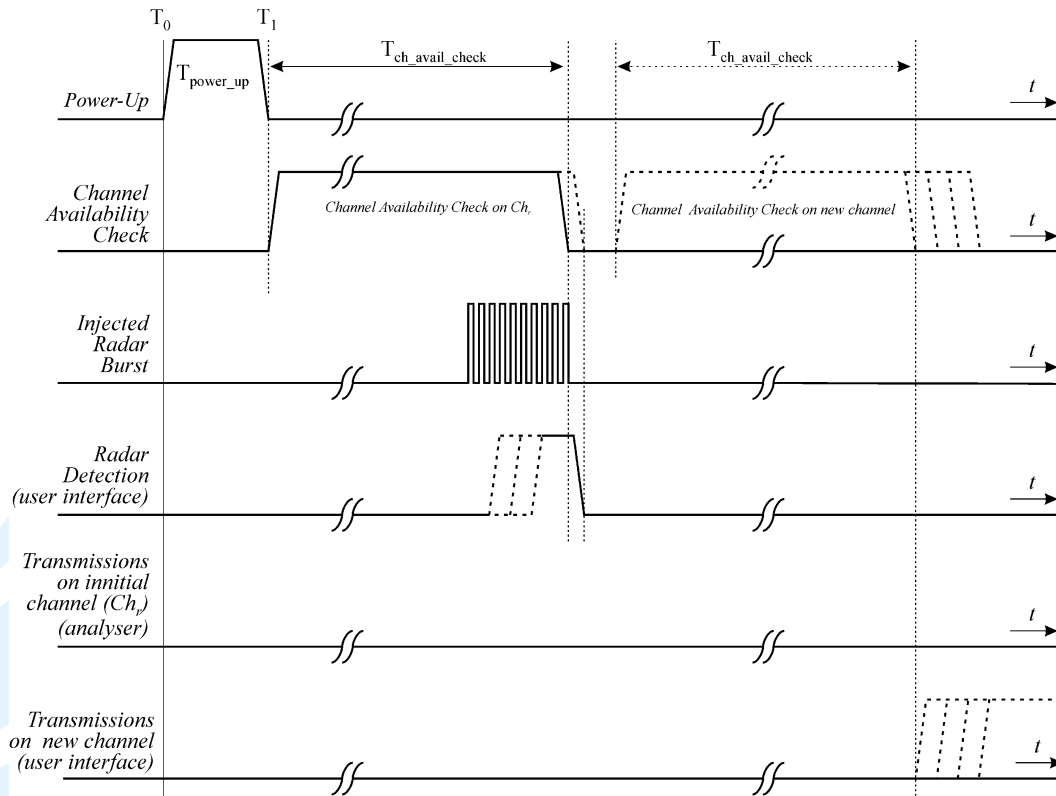 T0 T1
Tch_avail_check Tch_avail_check
Tpower_up
Power-Up
t
Channel
Availability
Check
Channel Availability Check on Chr
Channel Availability Check on new channel
t
Injected
Radar
Burst
t
Radar
Detection
(user interface)
t
Transmissions
on innitial
channel (Chr)
(analyser)
t
Transmissions
on new channel
(user interface)
t